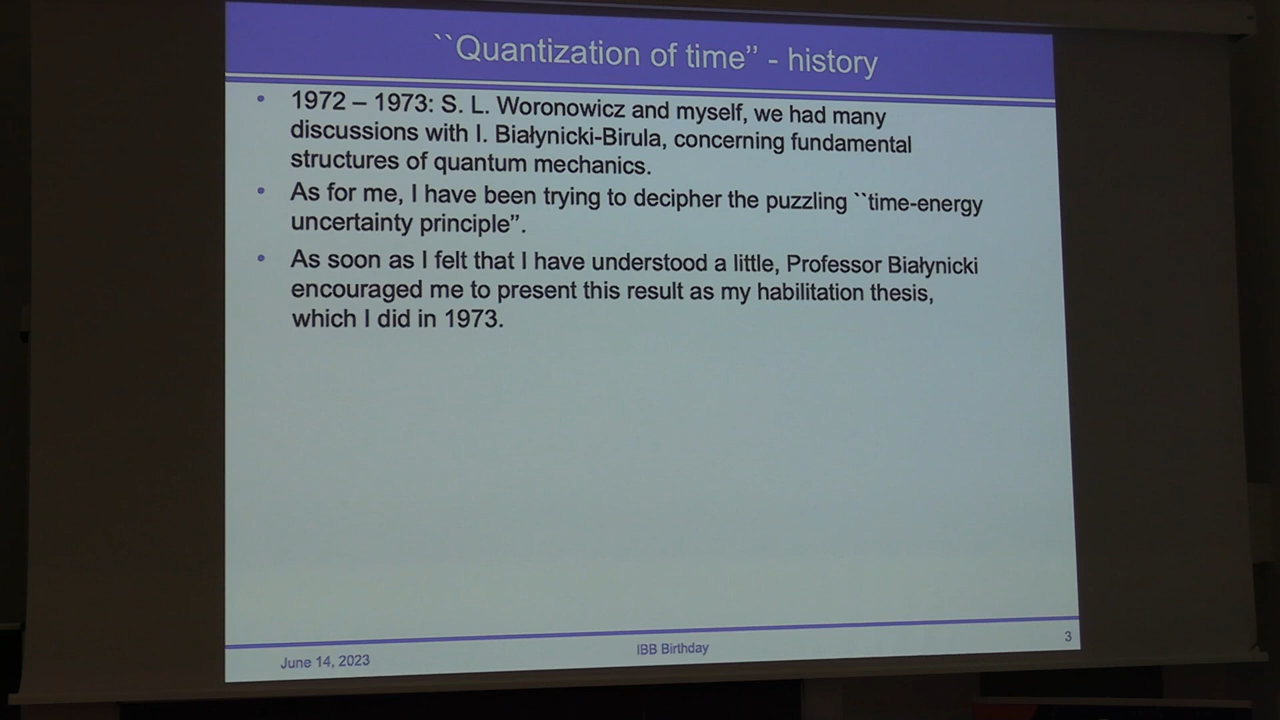 ``Quantization of time” - history
• 1972 – 1973: S. L. Woronowicz and myself, we had many
discussions with I. Białynicki-Birula, concerning fundamental
structures of quantum mechanics.
• As for me, I have been trying to decipher the puzzling ``time-energy
uncertainty principle”.
• As soon as I felt that I have understood a little, Professor Białynicki
encouraged me to present this result as my habilitation thesis,
which I did in 1973.
June 14, 2023
IBB Birthday
3